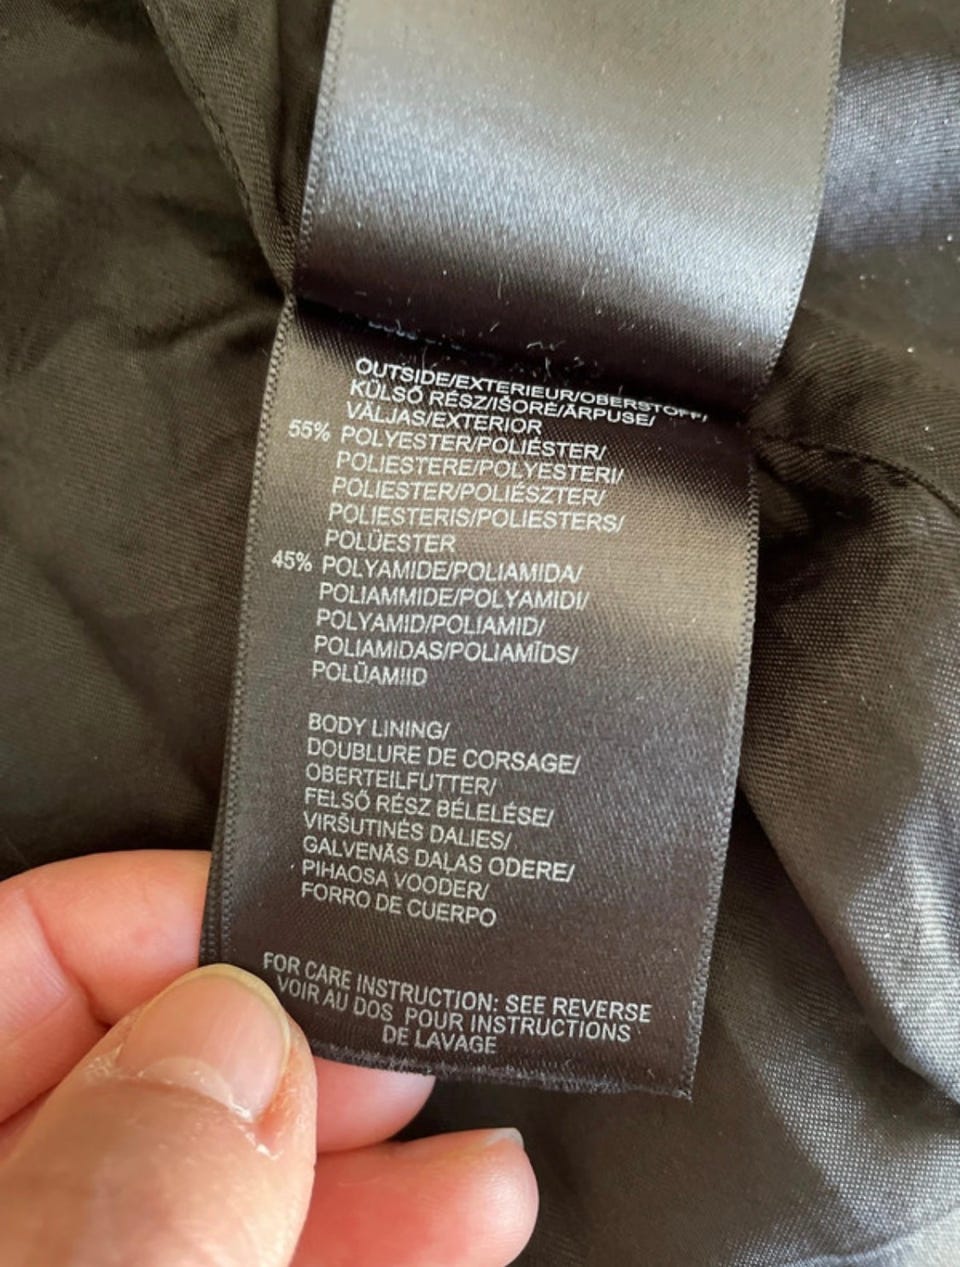 OUTSIDE/EXTERIEUR/OBERSTOFF/
KÜLSŐ RÉSZ/IŠORĖ/ĀRPUSE/
VÄLJAS/EXTERIOR
55% POLYESTER/POLIÉSTER/
POLIESTERE/POLYESTERI/
POLIESTER/POLIÉSZTER/
POLIESTERIS/POLIESTERS/
POLÜESTER
45% POLYAMIDE/POLIAMIDA/
POLIAMMIDE/POLYAMIDI/
POLYAMID/POLIAMID/
POLIAMIDAS/POLIAMĪDS/
POLÜAMIID
BODY LINING/
DOUBLURE DE CORSAGE/
OBERTEILFUTTER/
FELSŐ RÉSZ BÉLELÉSE/
VIRŠUTINĖS DALIES/
GALVENĀS DAĻAS ODERE/
PIHAOSA VOODER/
FORRO DE CUERPO
FOR CARE INSTRUCTION: SEE REVERSE
VOIR AU DOS POUR INSTRUCTIONS
DE LAVAGE